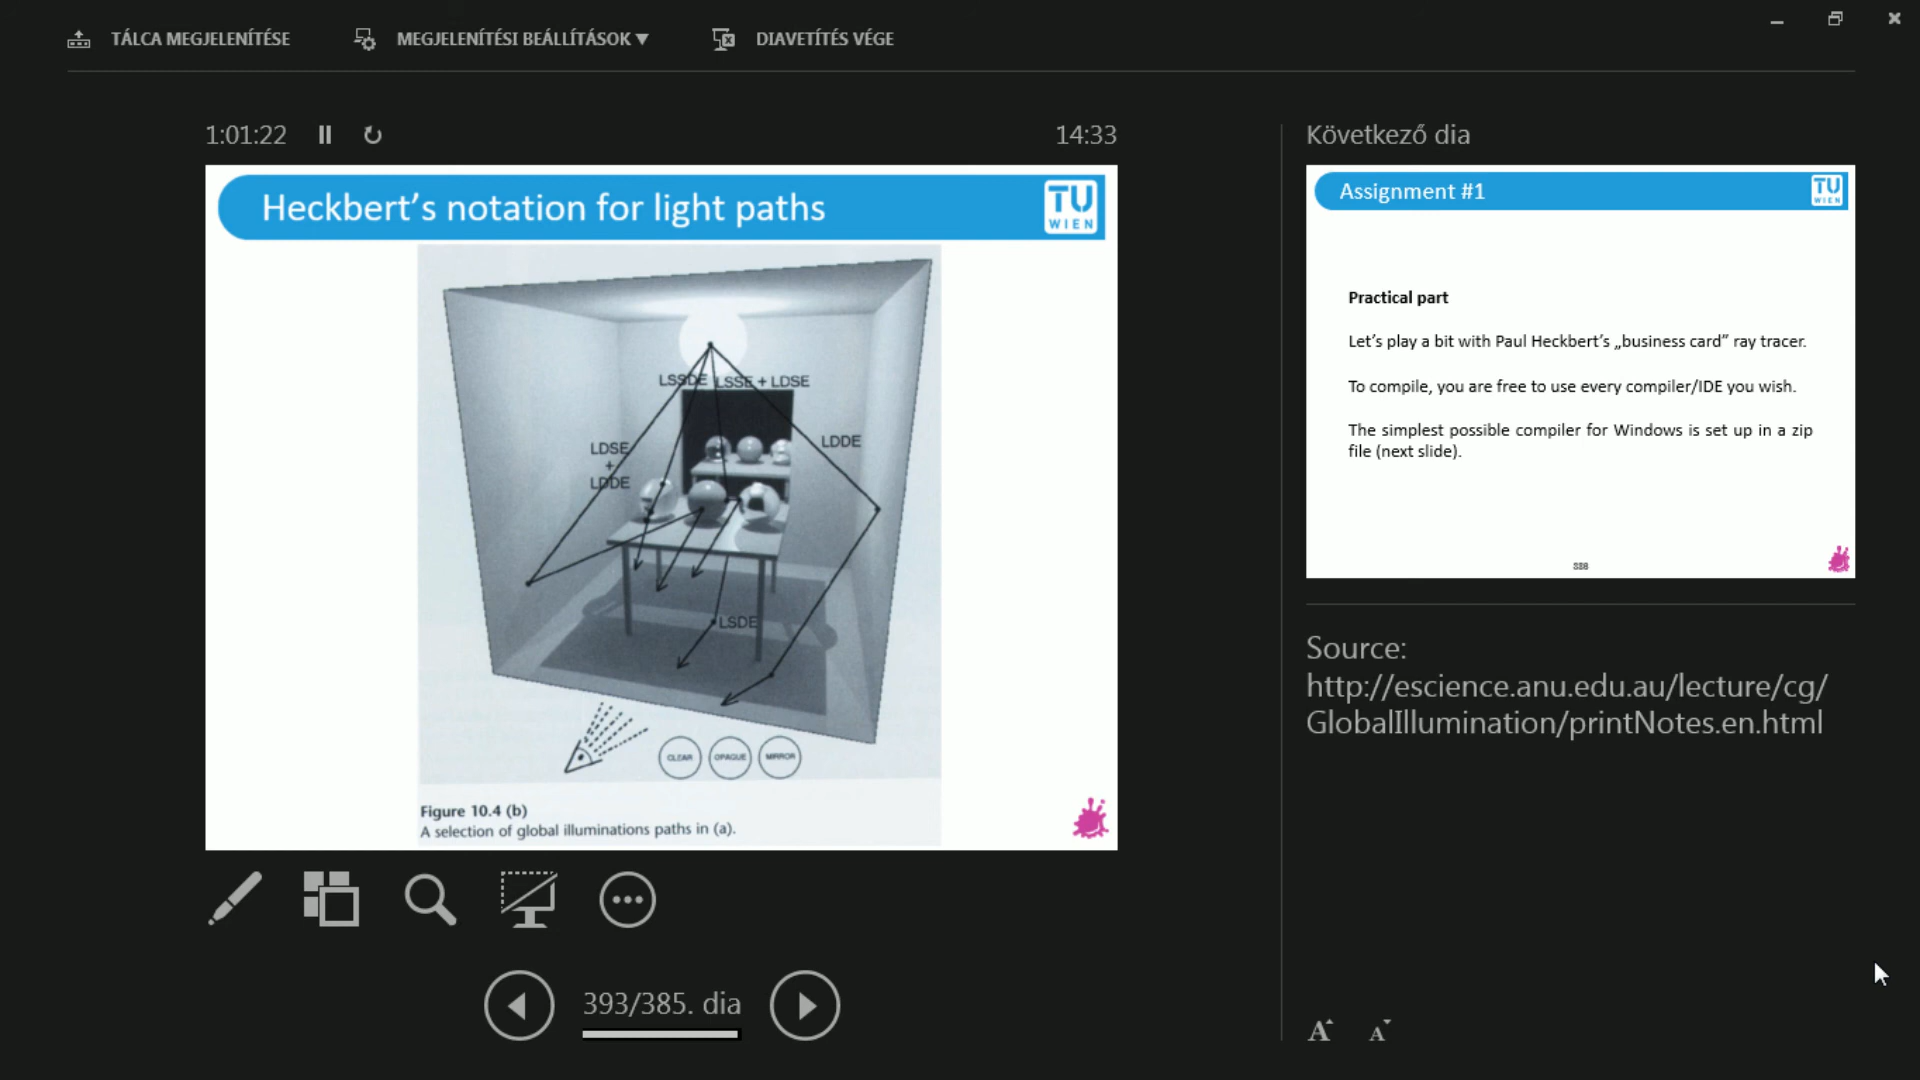 TÁLCA MEGJELENÍTÉSE
MEGJELENÍTÉSI BEÁLLÍTÁSOK
DIAVETÍTÉS VÉGE
1:01:22
14:33
Következő dia
Heckbert's notation for light paths
TU
WIEN
LSSDE
LSSE + LDSE
LDSE
+
LDDE
LDDE
LSDE
CLEAR
OPAQUE
MIRROR
Figure 10.4 (b)
A selection of global illuminations paths in (a).
Assignment #1
TU
WIEN
Practical part
Let's play a bit with Paul Heckbert's „business card” ray tracer.
To compile, you are free to use every compiler/IDE you wish.
The simplest possible compiler for Windows is set up in a zip
file (next slide).
Source:
http://escience.anu.edu.au/lecture/cg/
GlobalIllumination/printNotes.en.html
393/385. dia
A A